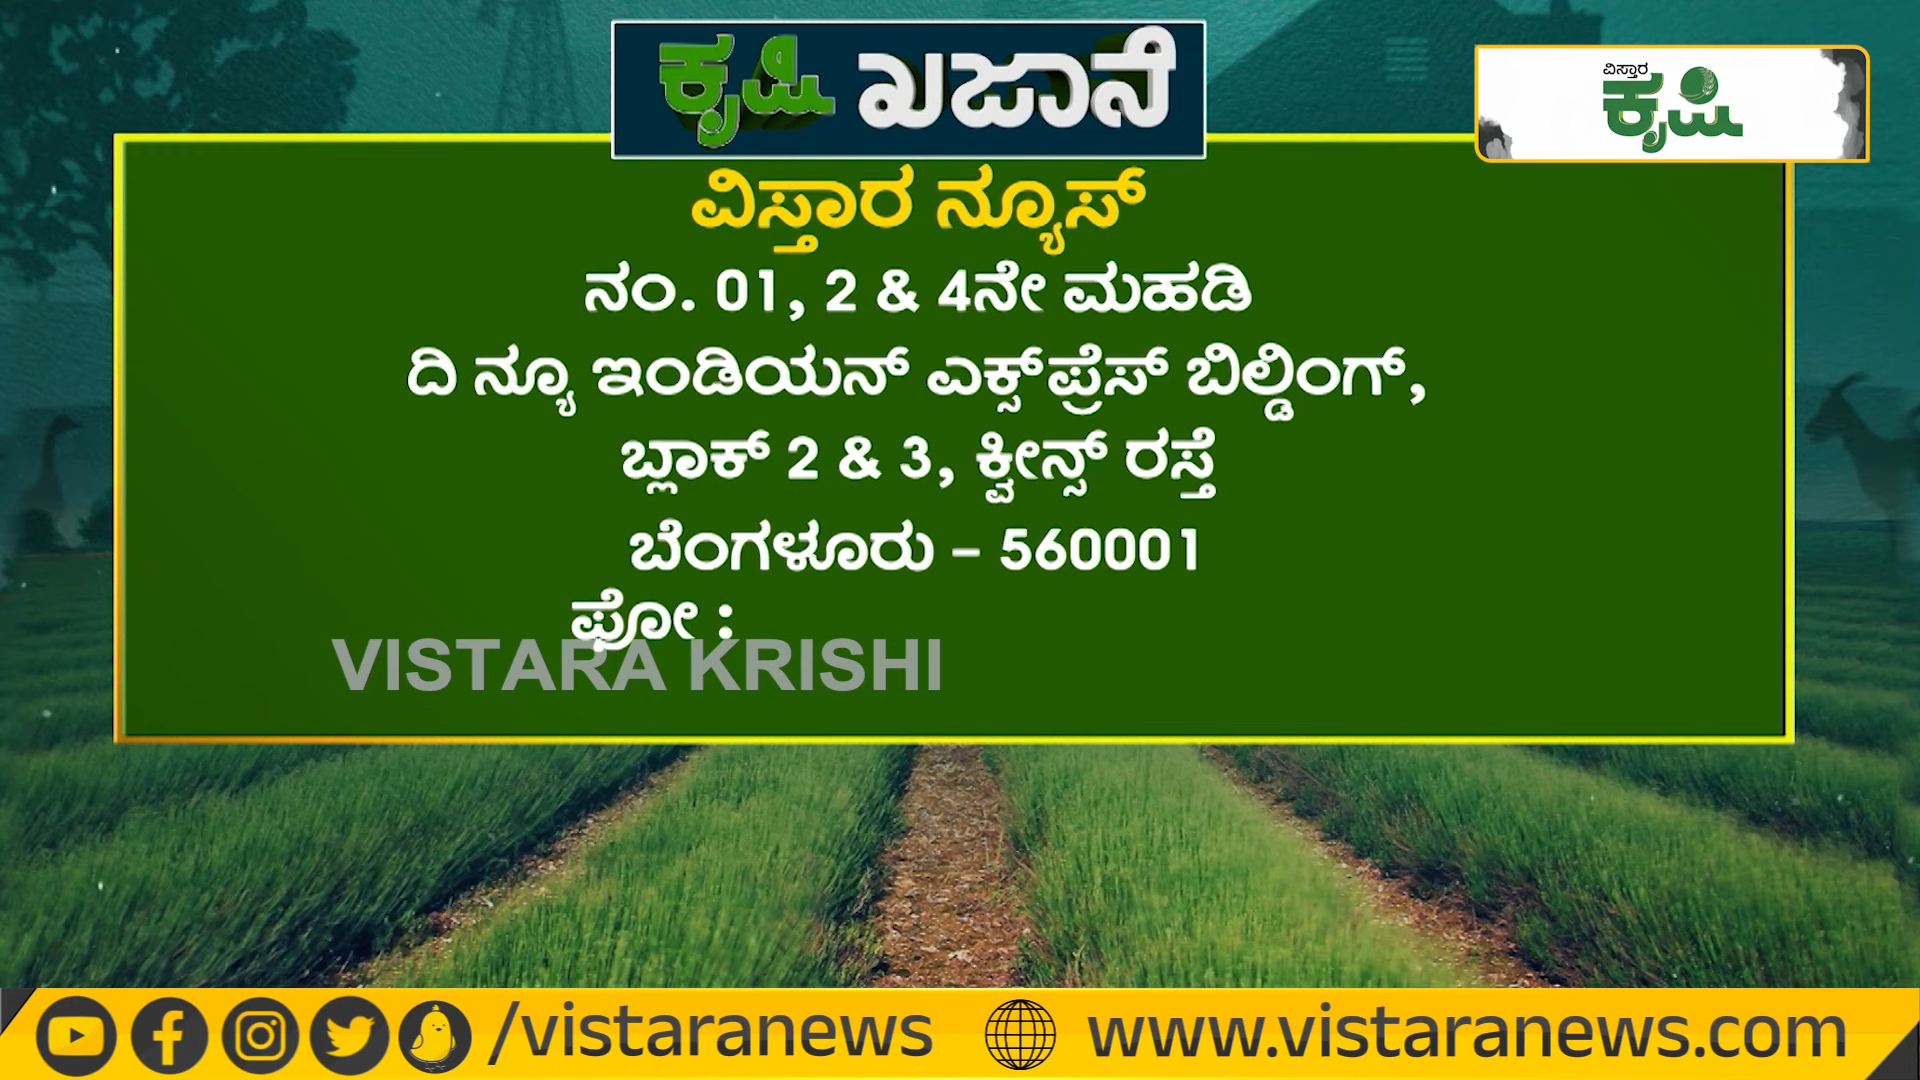 ಕೃಷಿ ಖಜಾನೆ
ವಿಸ್ತಾರ
ಕೃಷಿ
ವಿಸ್ತಾರ ನ್ಯೂಸ್
ನಂ. 01, 2 & 4ನೇ ಮಹಡಿ
ದಿ ನ್ಯೂ ಇಂಡಿಯನ್ ಎಕ್ಸ್‌ಪ್ರೆಸ್ ಬಿಲ್ಡಿಂಗ್,
ಬ್ಲಾಕ್ 2 & 3, ಕ್ವೀನ್ಸ್ ರಸ್ತೆ
ಬೆಂಗಳೂರು – 560001
ಫೋ :
VISTARA KRISHI
/vistaranews www.vistaranews.com